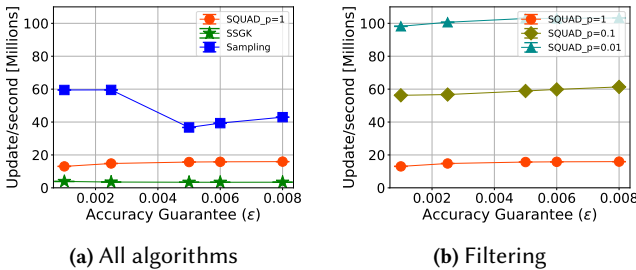 SQUAD_p=1
SSGK
Sampling
100
80
60
40
20
0
0.002
0.004
0.006
0.008
Update/second [Millions]
Accuracy Guarantee (ε)
(a) All algorithms
SQUAD_p=1
SQUAD_p=0.1
SQUAD_p=0.01
100
80
60
40
20
0
0.002
0.004
0.006
0.008
Update/second [Millions]
Accuracy Guarantee (ε)
(b) Filtering